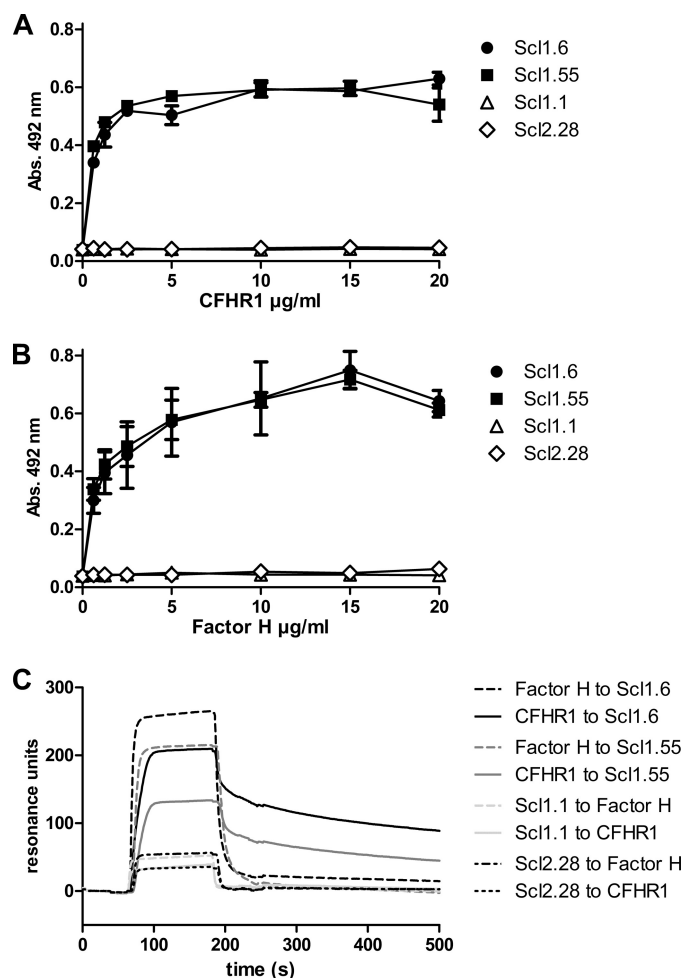 A
Abs. 492 nm
0.8
0.6
0.4
0.2
0.0
0 5 10 15 20
CFHR1 µg/ml
Scl1.6
Scl1.55
Scl1.1
Scl2.28
B
Abs. 492 nm
0.8
0.6
0.4
0.2
0.0
0 5 10 15 20
Factor H µg/ml
Scl1.6
Scl1.55
Scl1.1
Scl2.28
C
resonance units
300
200
100
0
0 100 200 300 400 500
time (s)
Factor H to Scl1.6
CFHR1 to Scl1.6
Factor H to Scl1.55
CFHR1 to Scl1.55
Scl1.1 to Factor H
Scl1.1 to CFHR1
Scl2.28 to Factor H
Scl2.28 to CFHR1